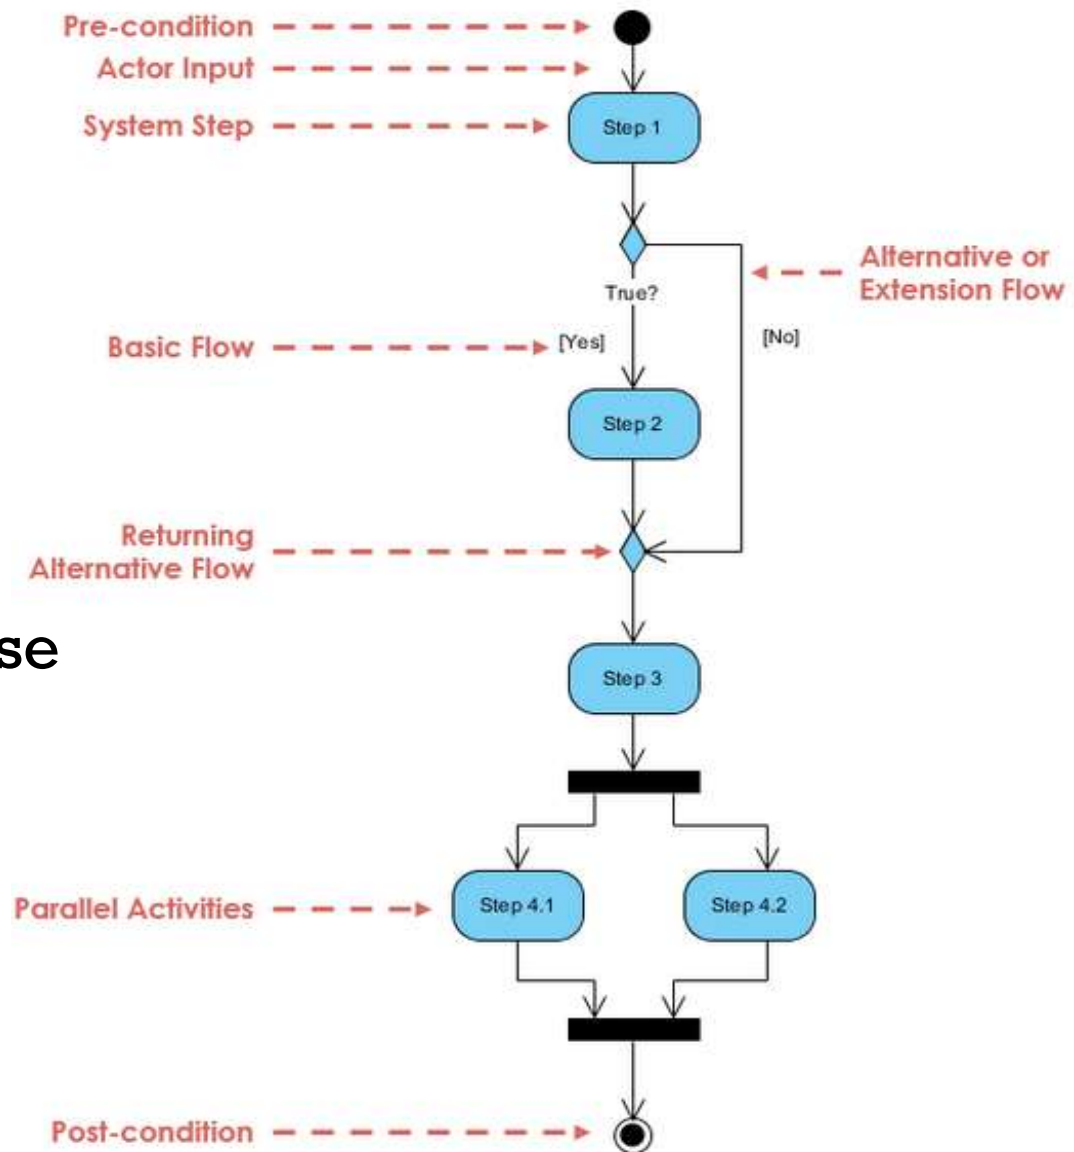 Pre-condition
Actor Input
System Step
Step 1
Alternative or
Extension Flow
True?
Basic Flow
[Yes]
[No]
Step 2
Returning
Alternative Flow
se
Step 3
Parallel Activities
Step 4.1
Step 4.2
Post-condition